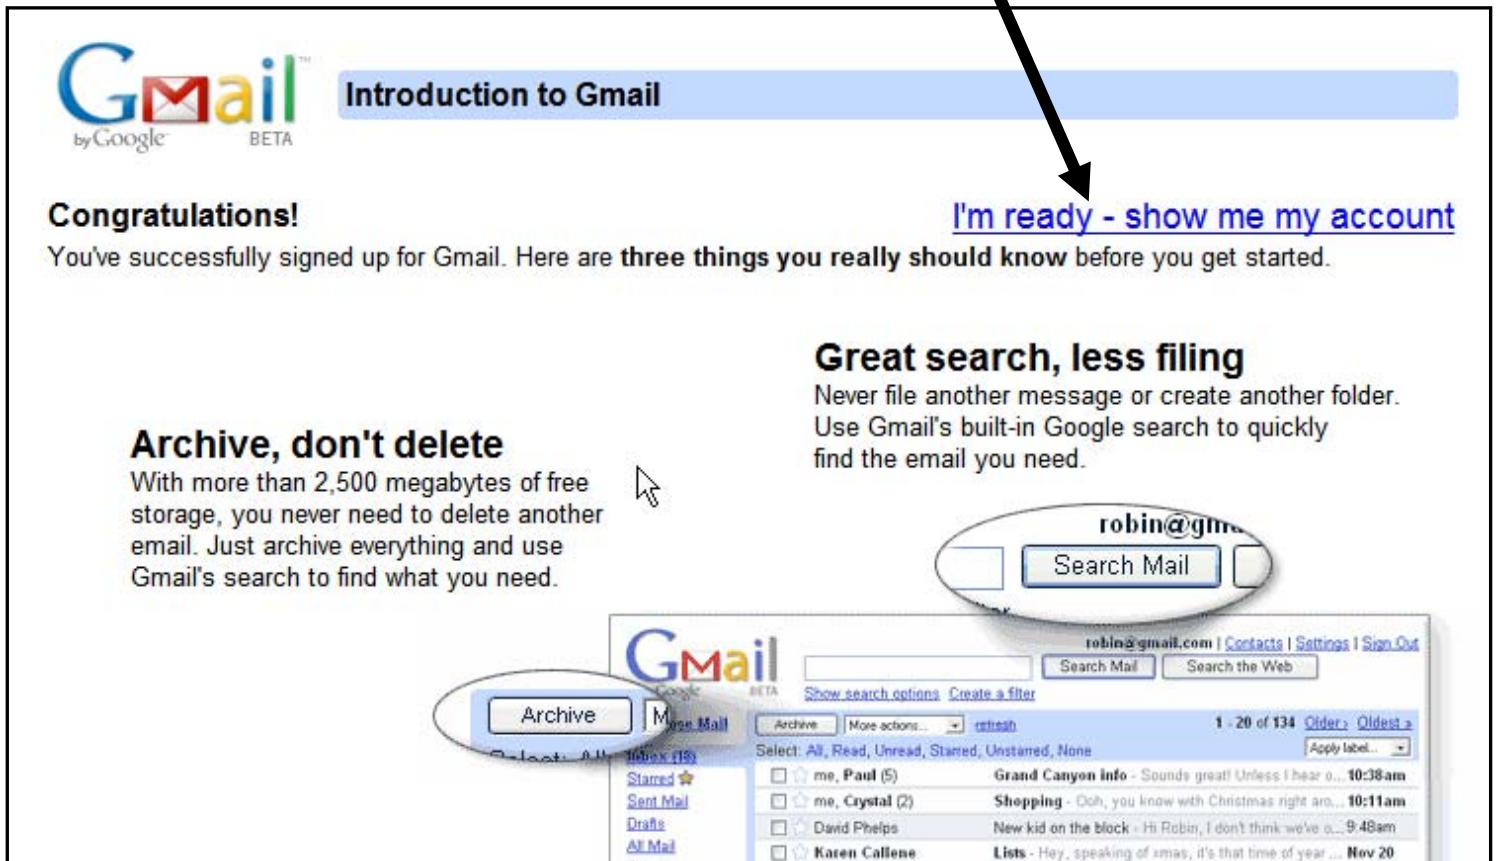 Gmail™
by Google BETA
Introduction to Gmail
Congratulations!
I'm ready - show me my account
You've successfully signed up for Gmail. Here are three things you really should know before you get started.
Great search, less filing
Never file another message or create another folder.
Use Gmail's built-in Google search to quickly
find the email you need.
Archive, don't delete
With more than 2,500 megabytes of free
storage, you never need to delete another
email. Just archive everything and use
Gmail's search to find what you need.
Search Mail
Gmail
Google BETA
robin@gmail.com | Contacts | Settings | Sign Out
Search Mail Search the Web
Show search options Create a filter
Archive
Mail
Archive More actions... refresh 1 - 20 of 134 Older › Oldest »
Select: All, Read, Unread, Starred, Unstarred, None Apply label...
Inbox (18)
Starred
Sent Mail
Drafts
All Mail
me, Paul (5) Grand Canyon info - Sounds great! Unless I hear o... 10:38am
me, Crystal (2) Shopping - Ooh, you know with Christmas right aro... 10:11am
David Phelps New kid on the block - Hi Robin, I don't think we've o... 9:48am
Karen Callene Lists - Hey, speaking of xmas, it's that time of year ... Nov 20